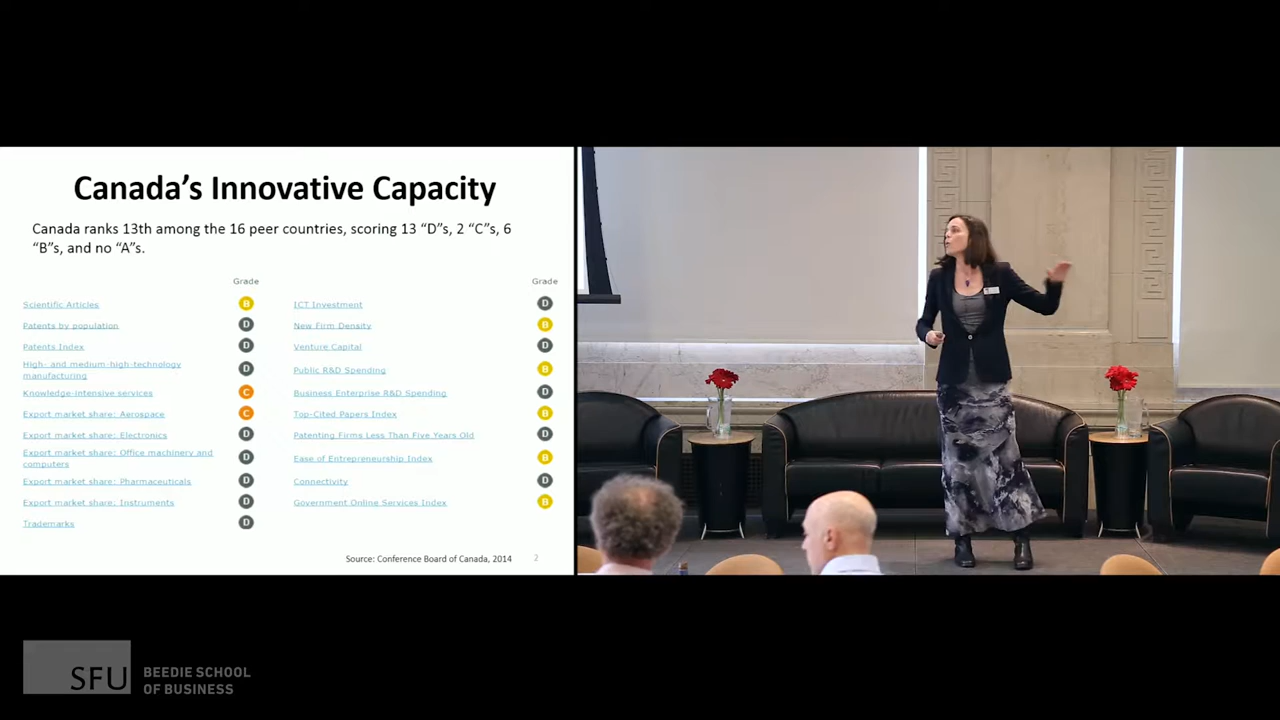 Canada's Innovative Capacity
Canada ranks 13th among the 16 peer countries, scoring 13 "D"s, 2 "C"s, 6
"B"s, and no "A"s.
Grade
Scientific Articles B
Patents by population D
Patents Index D
High- and medium-high-technology
manufacturing D
Knowledge-intensive services C
Export market share: Aerospace C
Export market share: Electronics D
Export market share: Office machinery and
computers D
Export market share: Pharmaceuticals D
Export market share: Instruments D
Trademarks D
Grade
ICT Investment D
New Firm Density B
Venture Capital D
Public R&D Spending B
Business Enterprise R&D Spending D
Top-Cited Papers Index B
Patenting Firms Less Than Five Years Old D
Ease of Entrepreneurship Index B
Connectivity D
Government Online Services Index B
Source: Conference Board of Canada, 2014 2
SFU BEEDIE SCHOOL
OF BUSINESS